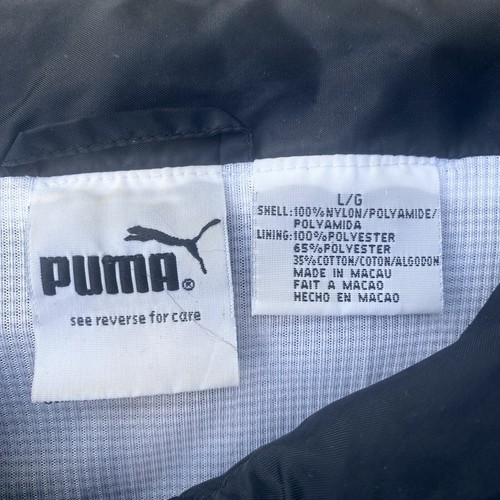 PUMA®
see reverse for care
L/G
SHELL:100%NYLON/POLYAMIDE/
POLYAMIDA
LINING:100%POLYESTER
65%POLYESTER
35%COTTON/COTON/ALGODON
MADE IN MACAU
FAIT A MACAO
HECHO EN MACAO